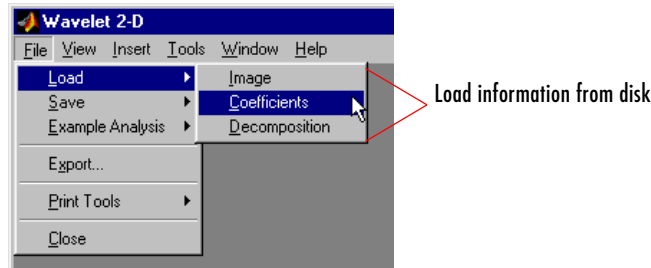 Wavelet 2-D
File View Insert Tools Window Help
Load
Save
Example Analysis
Export...
Print Tools
Close
Image
Coefficients
Decomposition
Load information from disk